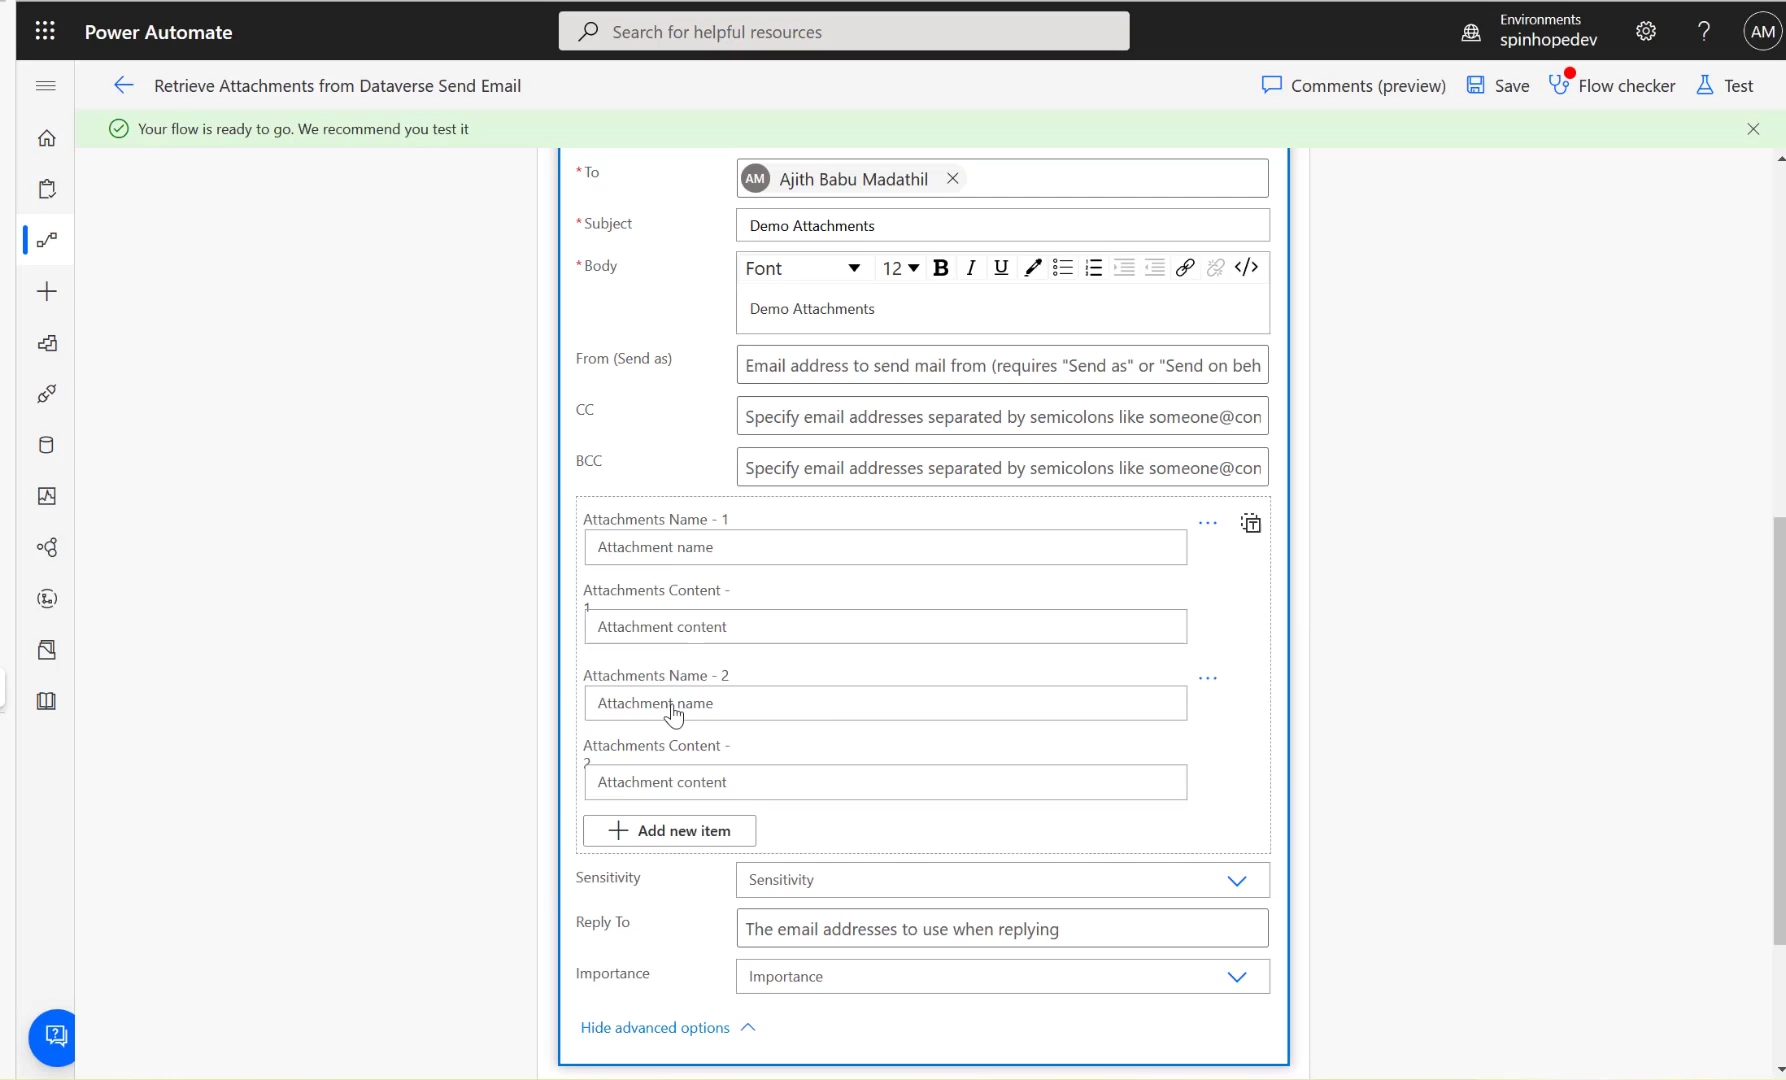 Power Automate
Search for helpful resources
Environments
spinhopedev
?
AM
Retrieve Attachments from Dataverse Send Email
Comments (preview)
Save
Flow checker
Test
Your flow is ready to go. We recommend you test it
* To
AM
Ajith Babu Madathil
* Subject
Demo Attachments
* Body
Font
12
B
I
U
</>
Demo Attachments
From (Send as)
Email address to send mail from (requires "Send as" or "Send on beh
CC
Specify email addresses separated by semicolons like someone@con
BCC
Specify email addresses separated by semicolons like someone@con
Attachments Name - 1
...
T
Attachment name
Attachments Content -
1
Attachment content
Attachments Name - 2
...
Attachment name
Attachments Content -
2
Attachment content
Add new item
Sensitivity
Sensitivity
Reply To
The email addresses to use when replying
Importance
Importance
Hide advanced options